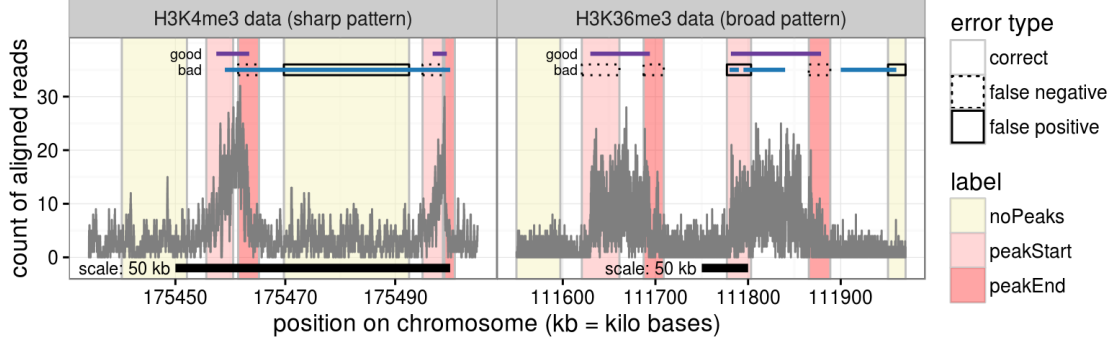 H3K4me3 data (sharp pattern)
H3K36me3 data (broad pattern)
count of aligned reads
30
20
10
0
good
bad
scale: 50 kb
175450
175470
175490
good
bad
scale: 50 kb
111600
111700
111800
111900
position on chromosome (kb = kilo bases)
error type
correct
false negative
false positive
label
noPeaks
peakStart
peakEnd